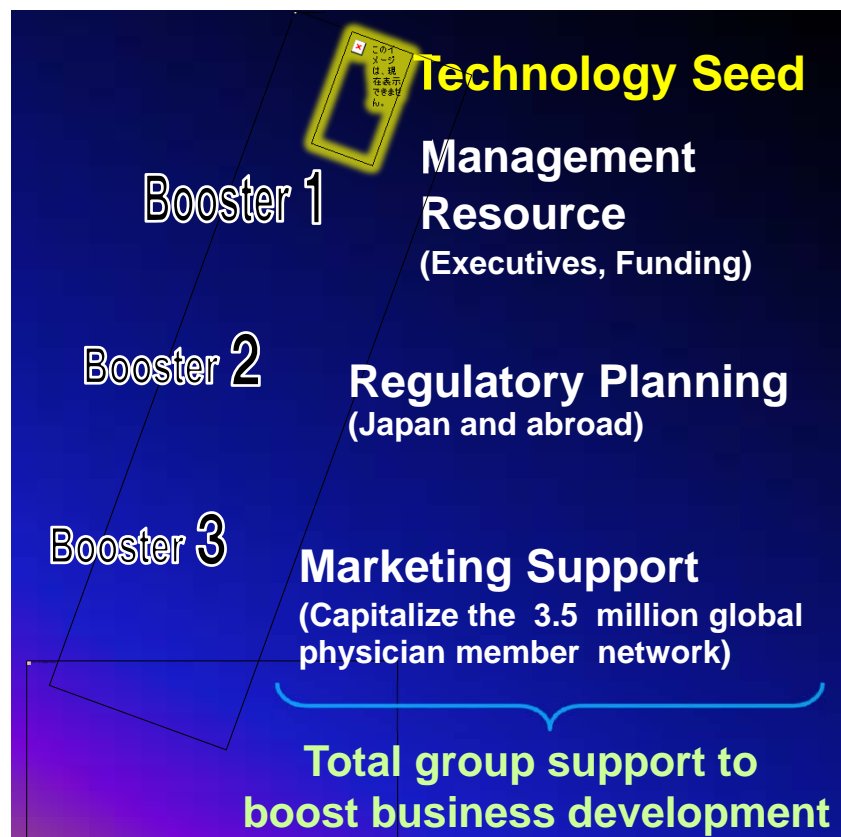 このイ
メージ
は、現
在表示
できませ
ん。
Technology Seed
Booster 1
Management
Resource
(Executives, Funding)
Booster 2
Regulatory Planning
(Japan and abroad)
Booster 3
Marketing Support
(Capitalize the 3.5 million global
physician member network)
Total group support to
boost business development